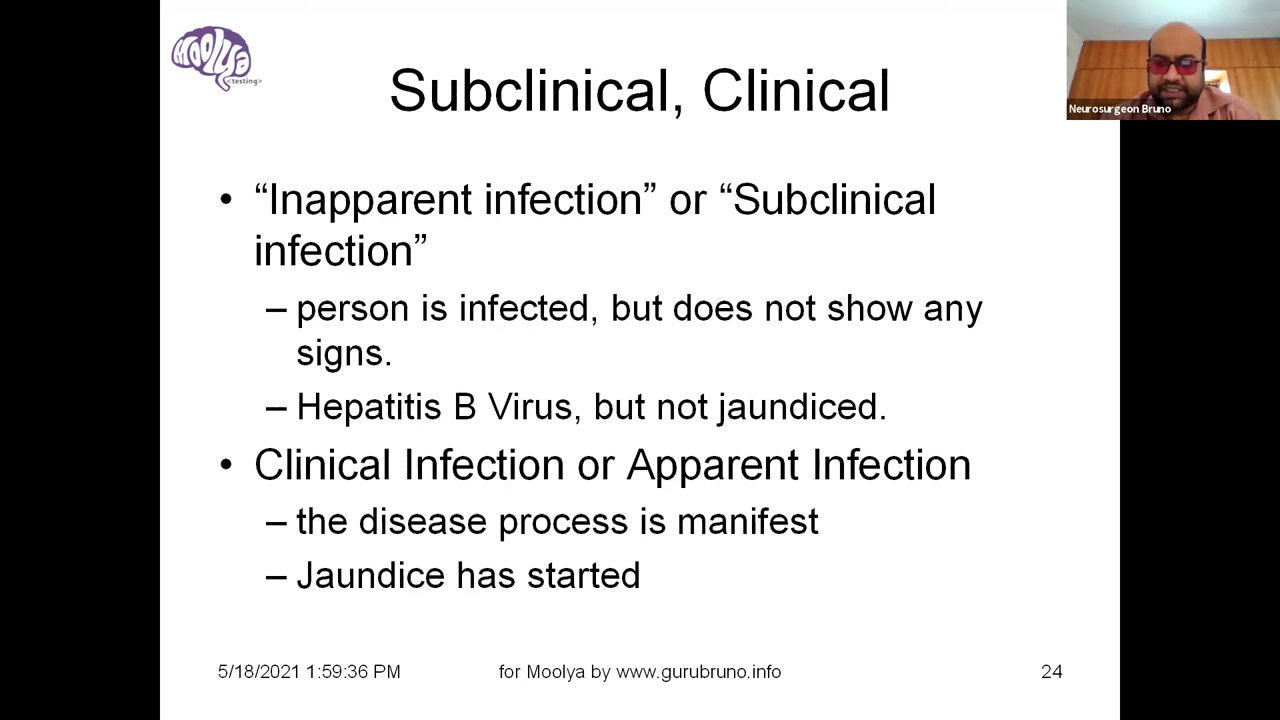 Moolya
<testing>
Subclinical, Clinical
Neurosurgeon Bruno
• “Inapparent infection” or “Subclinical
infection”
– person is infected, but does not show any
signs.
– Hepatitis B Virus, but not jaundiced.
• Clinical Infection or Apparent Infection
– the disease process is manifest
– Jaundice has started
5/18/2021 1:59:36 PM
for Moolya by www.gurubruno.info
24